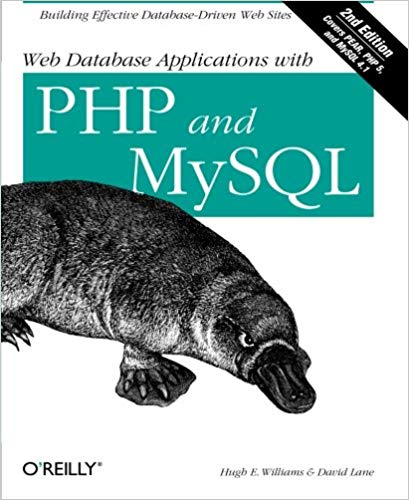 Building Effective Database-Driven Web Sites
2nd Edition
Covers PEAR, PHP 5,
and MySQL 4.1
Web Database Applications with
PHP and
MySQL
O'REILLY®
Hugh E. Williams & David Lane